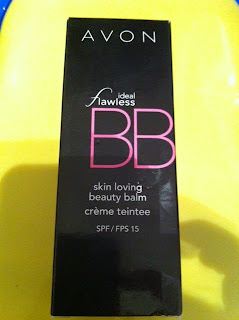 AVON
ideal
flawless
BB
skin loving
beauty balm
crème teintee
SPF/FPS 15